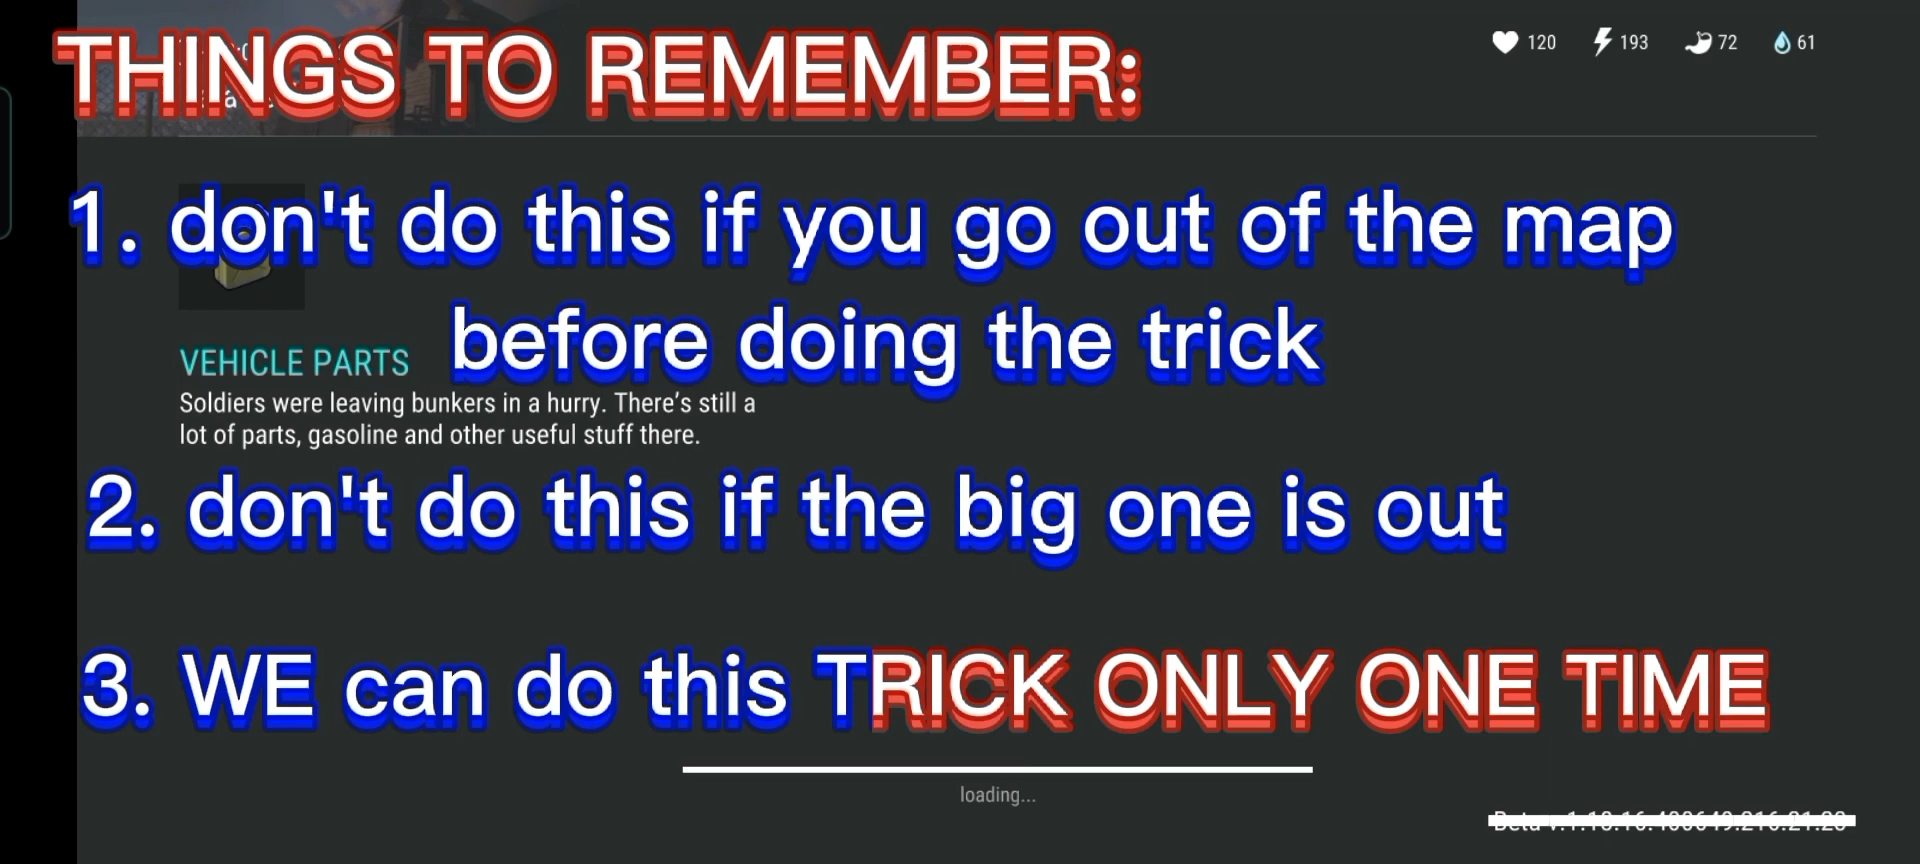 THINGS TO REMEMBER:
120 193 72 61
1. don't do this if you go out of the map
before doing the trick
VEHICLE PARTS
Soldiers were leaving bunkers in a hurry. There's still a
lot of parts, gasoline and other useful stuff there.
2. don't do this if the big one is out
3. WE can do this TRICK ONLY ONE TIME
loading...